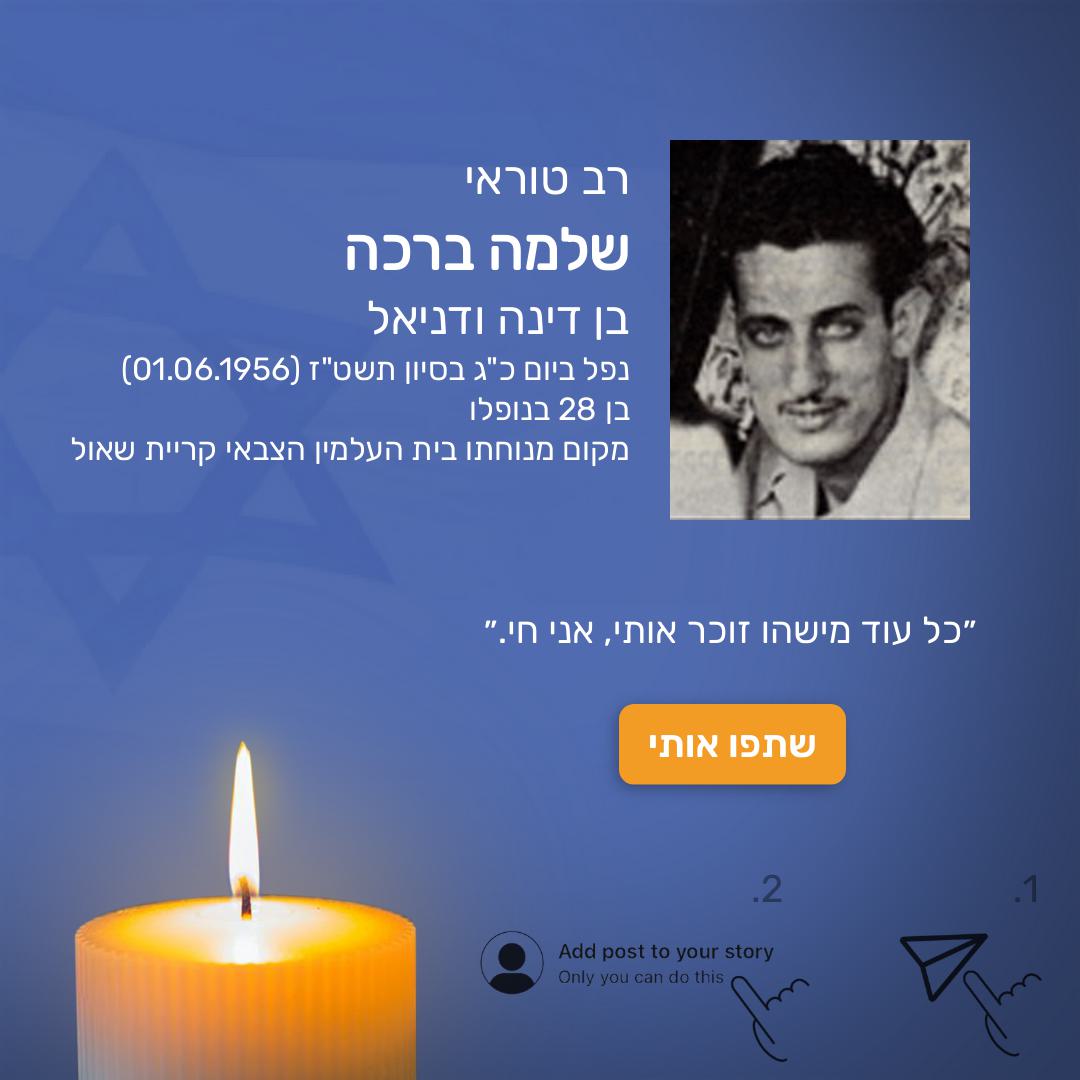 רב טוראי
שלמה ברכה
בן דינה ודניאל
נפל ביום כ"ג בסיון תשט"ז (01.06.1956)
בן 28 בנופלו
מקום מנוחתו בית העלמין הצבאי קריית שאול
״כל עוד מישהו זוכר אותי, אני חי.״
שתפו אותי
1.
2.
Add post to your story
Only you can do this